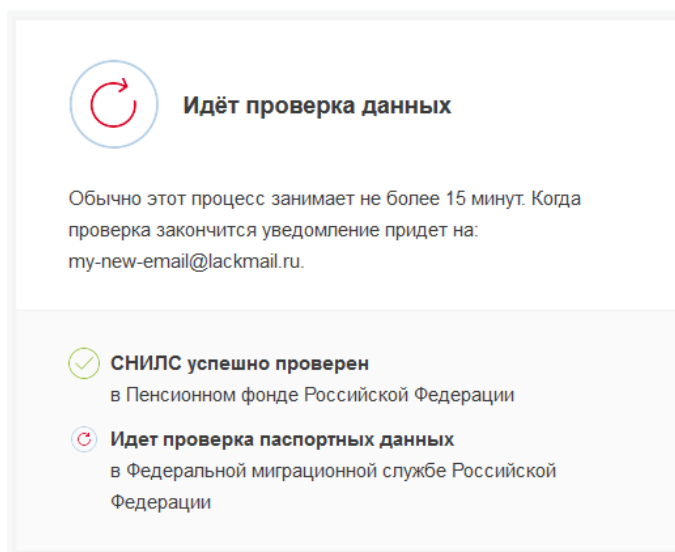 Идёт проверка данных
Обычно этот процесс занимает не более 15 минут. Когда
проверка закончится уведомление придет на:
my-new-email@lackmail.ru.
СНИЛС успешно проверен
в Пенсионном фонде Российской Федерации
Идет проверка паспортных данных
в Федеральной миграционной службе Российской
Федерации